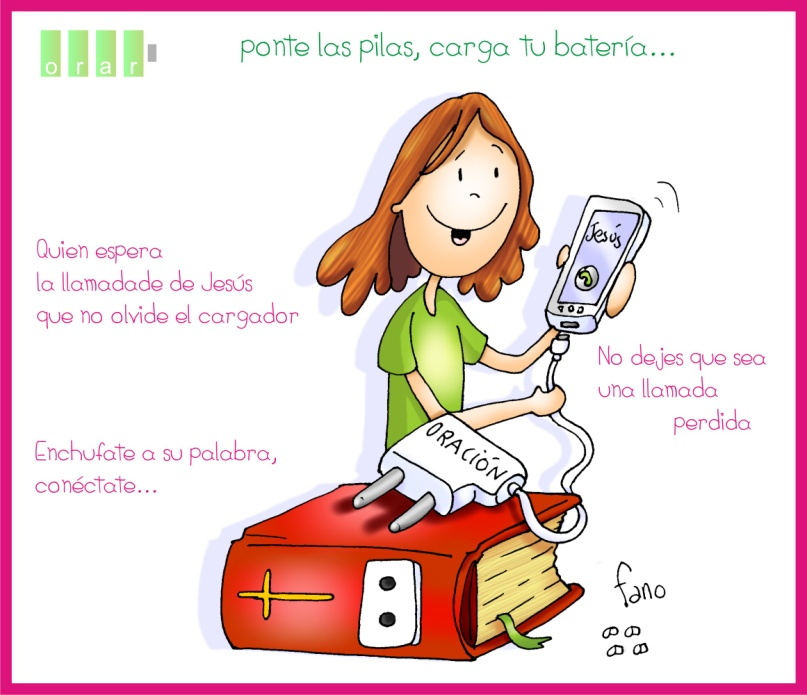 orar
ponte las pilas, carga tu batería...
Jesús
Quien espera
la llamadade de Jesús
que no olvide el cargador
No dejes que sea
una llamada
perdida
ORACIÓN
Enchufate a su palabra,
conéctate...
fano